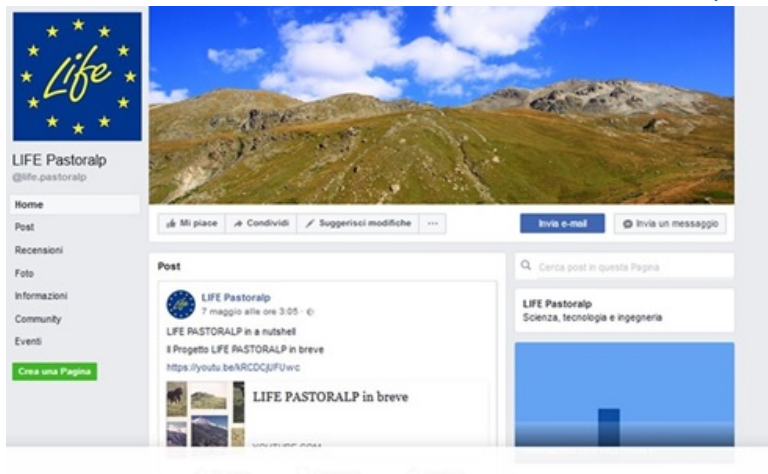 Life
LIFE Pastoralp
@life.pastoralp
Home
Post
Recensioni
Foto
Informazioni
Community
Eventi
Crea una Pagina
Mi piace
Condividi
Suggerisci modifiche
Invia e-mail
Invia un messaggio
Post
LIFE Pastoralp
7 maggio alle ore 3:05
LIFE PASTORALP in a nutshell
Il Progetto LIFE PASTORALP in breve
https://youtu.be/kRCDCjUFUwc
LIFE PASTORALP in breve
YOUTUBE.COM
Cerca post in questa Pagina
LIFE Pastoralp
Scienza, tecnologia e ingegneria